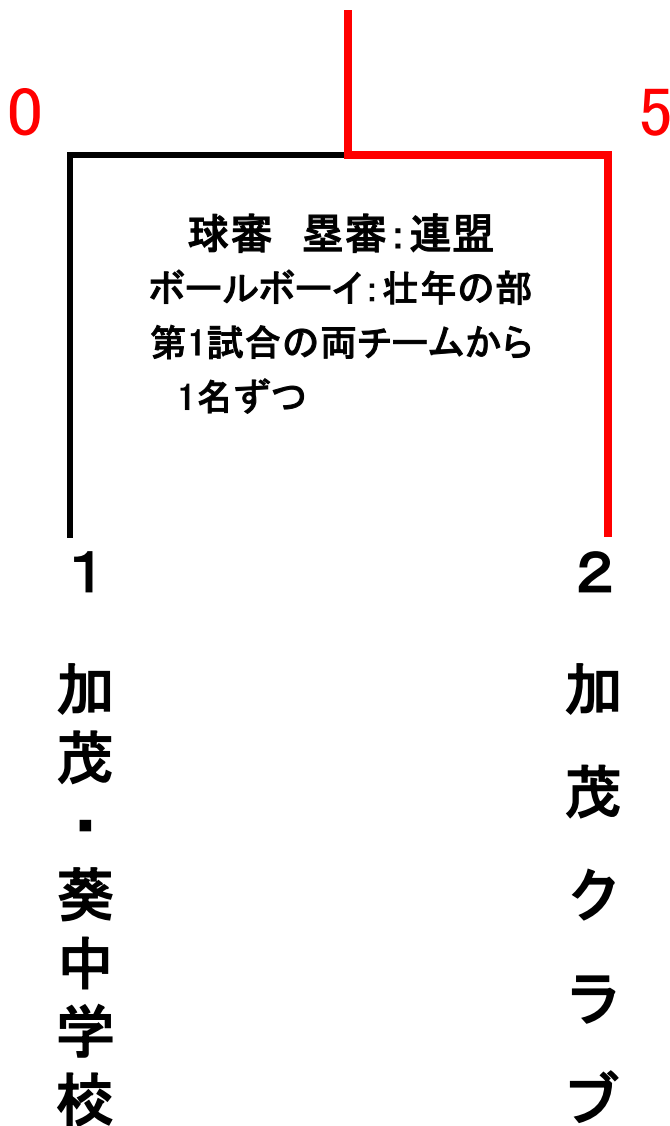 0
5
球審　塁審:連盟
ボールボーイ:壮年の部
第1試合の両チームから
1名ずつ
1
2
加茂・葵中学校
加茂クラブ